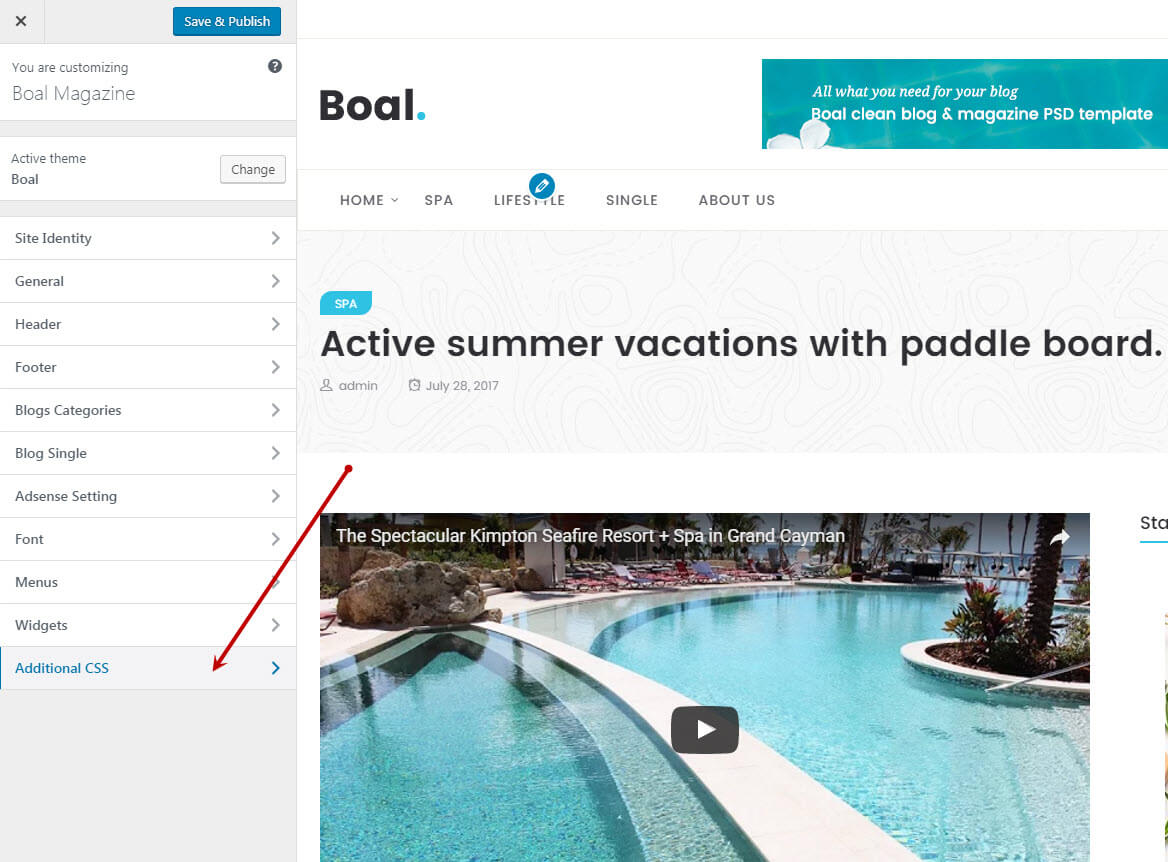 Save & Publish
You are customizing
Boal Magazine
Active theme
Boal
Change
Site Identity
General
Header
Footer
Blogs Categories
Blog Single
Adsense Setting
Font
Menus
Widgets
Additional CSS
Boal.
All what you need for your blog
Boal clean blog & magazine PSD template
HOME SPA LIFESTYLE SINGLE ABOUT US
SPA
Active summer vacations with paddle board.
admin July 28, 2017
The Spectacular Kimpton Seafire Resort + Spa in Grand Cayman
Sta